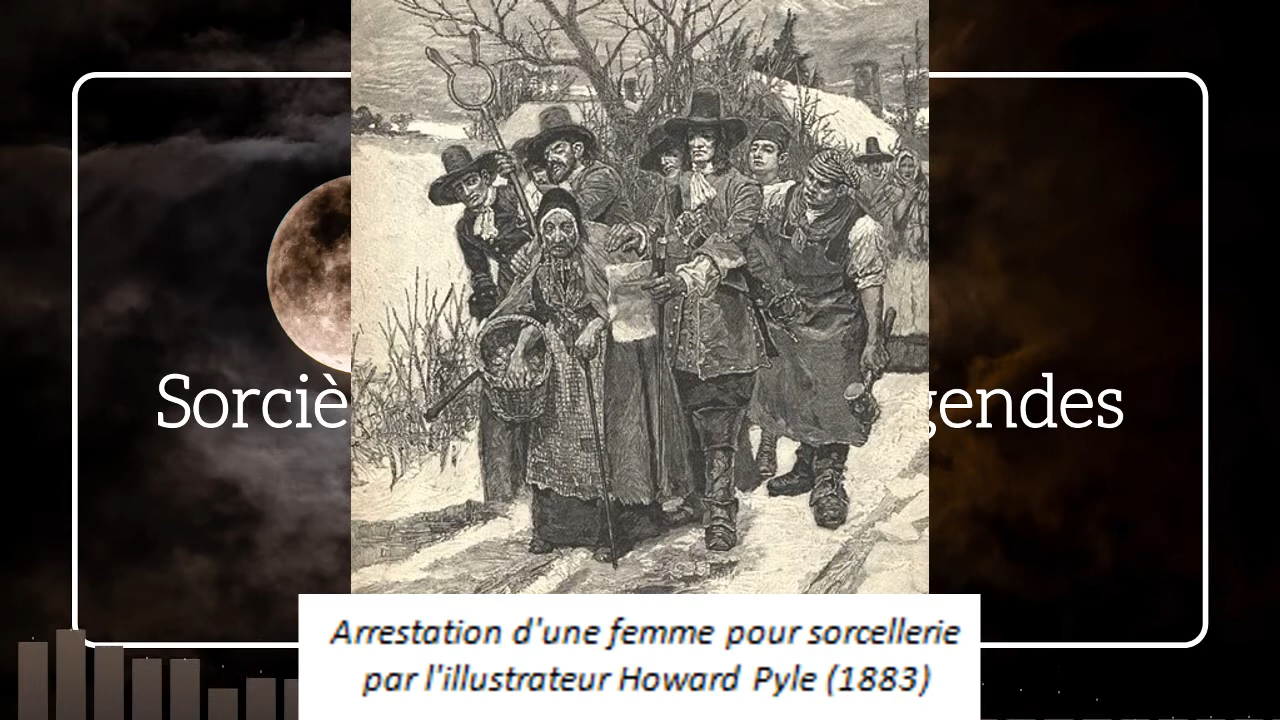 Sorciè gendes
Arrestation d'une femme pour sorcellerie
par l'illustrateur Howard Pyle (1883)